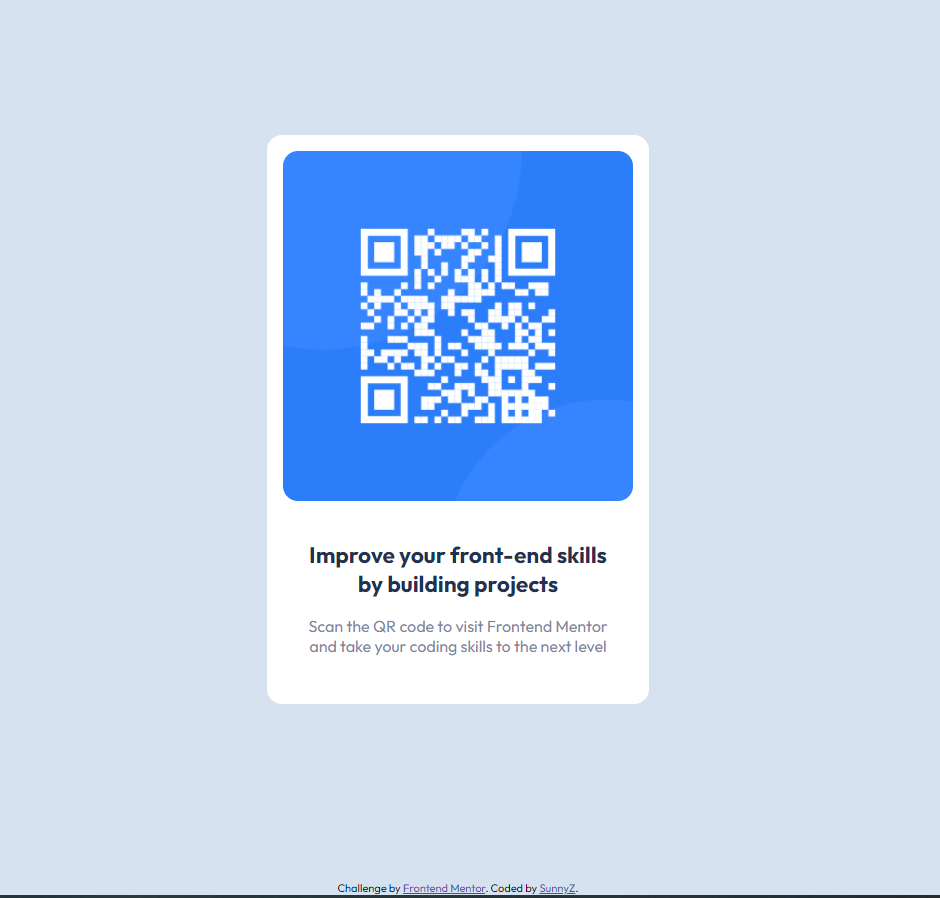 Improve your front-end skills
by building projects
Scan the QR code to visit Frontend Mentor
and take your coding skills to the next level
Challenge by Frontend Mentor. Coded by SunnyZ.